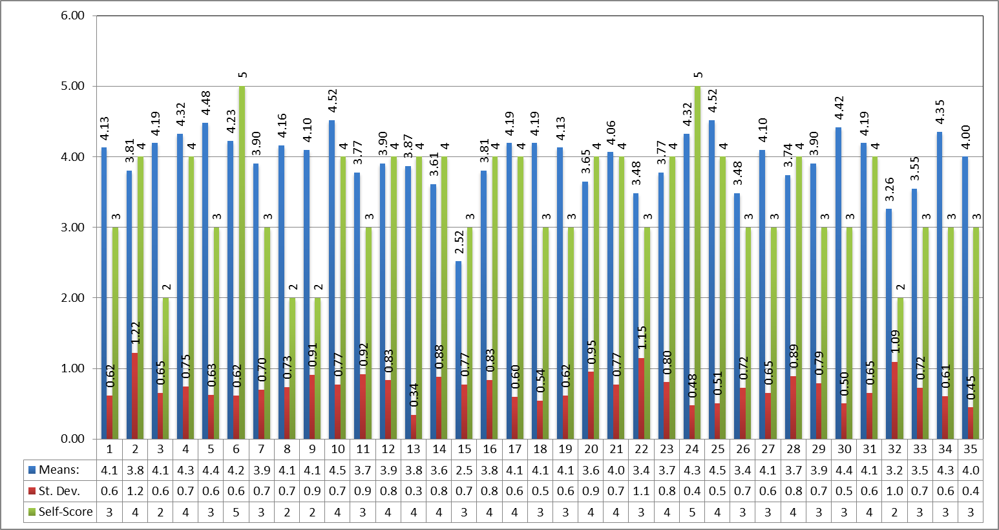 6.00
5.00
4.00
3.00
2.00
1.00
0.00
4.13 0.62 3 3.81 1.22 4 4.19 0.65 2 4.32 0.75 4 4.48 0.63 3 4.23 0.62 5 3.90 0.70 3 4.16 0.73 2 4.10 0.91 2 4.52 0.77 4 3.77 0.92 3 3.90 0.83 4 3.87 0.34 4 3.61 0.88 4 2.52 0.77 3 3.81 0.83 4 4.19 0.60 4 4.19 0.54 3 4.13 0.62 3 3.65 0.95 4 4.06 0.77 4 3.48 1.15 3 3.77 0.80 4 4.32 0.48 5 4.52 0.51 4 3.48 0.72 3 4.10 0.65 3 3.74 0.89 4 3.90 0.79 3 4.42 0.50 3 4.19 0.65 4 3.26 1.09 2 3.55 0.72 3 4.35 0.61 3 4.00 0.45 3
1 2 3 4 5 6 7 8 9 10 11 12 13 14 15 16 17 18 19 20 21 22 23 24 25 26 27 28 29 30 31 32 33 34 35
Means: 4.1 3.8 4.1 4.3 4.4 4.2 3.9 4.1 4.1 4.5 3.7 3.9 3.8 3.6 2.5 3.8 4.1 4.1 4.1 3.6 4.0 3.4 3.7 4.3 4.5 3.4 4.1 3.7 3.9 4.4 4.1 3.2 3.5 4.3 4.0
St. Dev. 0.6 1.2 0.6 0.7 0.6 0.6 0.7 0.7 0.9 0.7 0.9 0.8 0.3 0.8 0.7 0.8 0.6 0.5 0.6 0.9 0.7 1.1 0.8 0.4 0.5 0.7 0.6 0.8 0.7 0.5 0.6 1.0 0.7 0.6 0.4
Self-Score 3 4 2 4 3 5 3 2 2 4 3 4 4 4 3 4 4 3 3 4 4 3 4 5 4 3 3 4 3 3 4 2 3 3 3